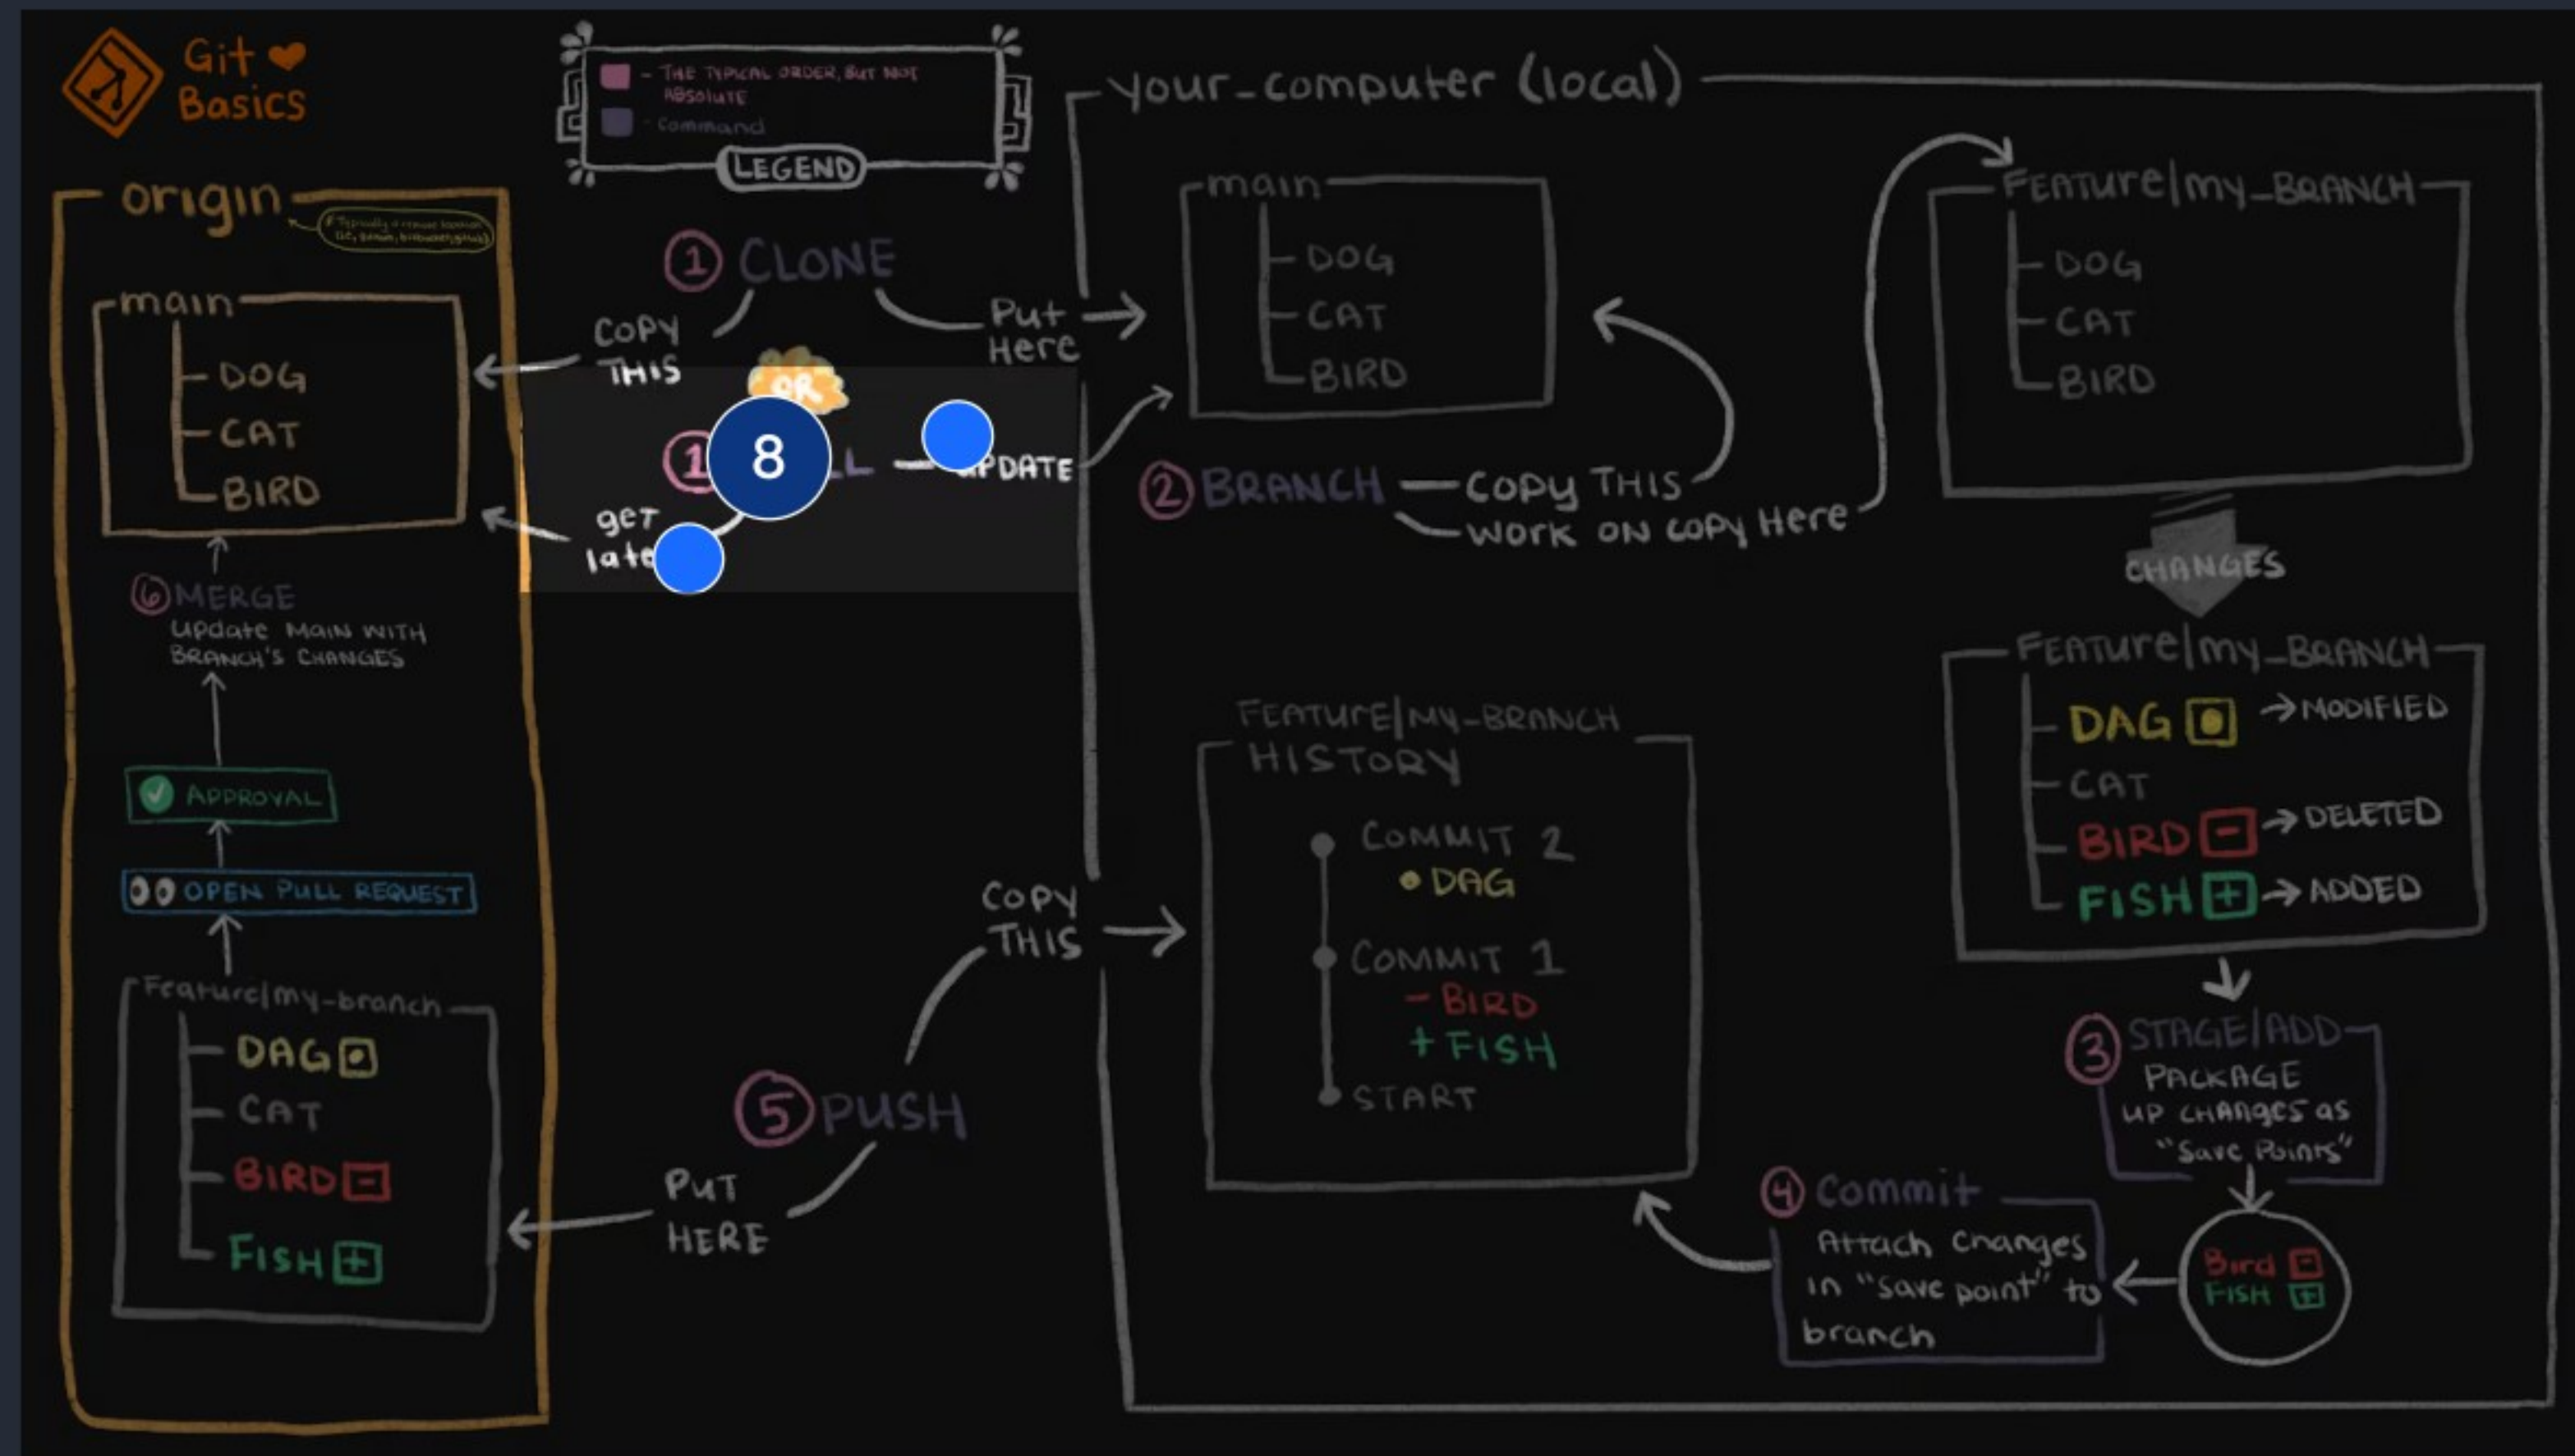 Git ❤
Basics
- THE TYPICAL ORDER, BUT NOT
ABSOLUTE
- Command
LEGEND
origin
main
DOG
CAT
BIRD
6 MERGE
update MAIN WITH
BRANCH'S CHANGES
APPROVAL
OPEN PULL REQUEST
Feature/my-branch
DAG
CAT
BIRD -
FISH +
1 CLONE
COPY
THIS
Put
Here
OR
1
8
LL
UPDATE
get
5 PUSH
COPY
THIS
PUT
HERE
your_computer (local)
main
DOG
CAT
BIRD
2 BRANCH
COPY THIS
WORK ON COPY Here
FEATURE/my_BRANCH
DOG
CAT
BIRD
CHANGES
FEATURE/my_BRANCH
DAG → MODIFIED
CAT
BIRD - → DELETED
FISH + → ADDED
3 STAGE/ADD
PACKAGE
UP CHANGES as
"Save Points"
Bird -
FISH +
4 Commit
Attach Changes
in "save point" to
branch
FEATURE/MY-BRANCH
HISTORY
COMMIT 2
• DAG
COMMIT 1
- BIRD
+ FISH
START